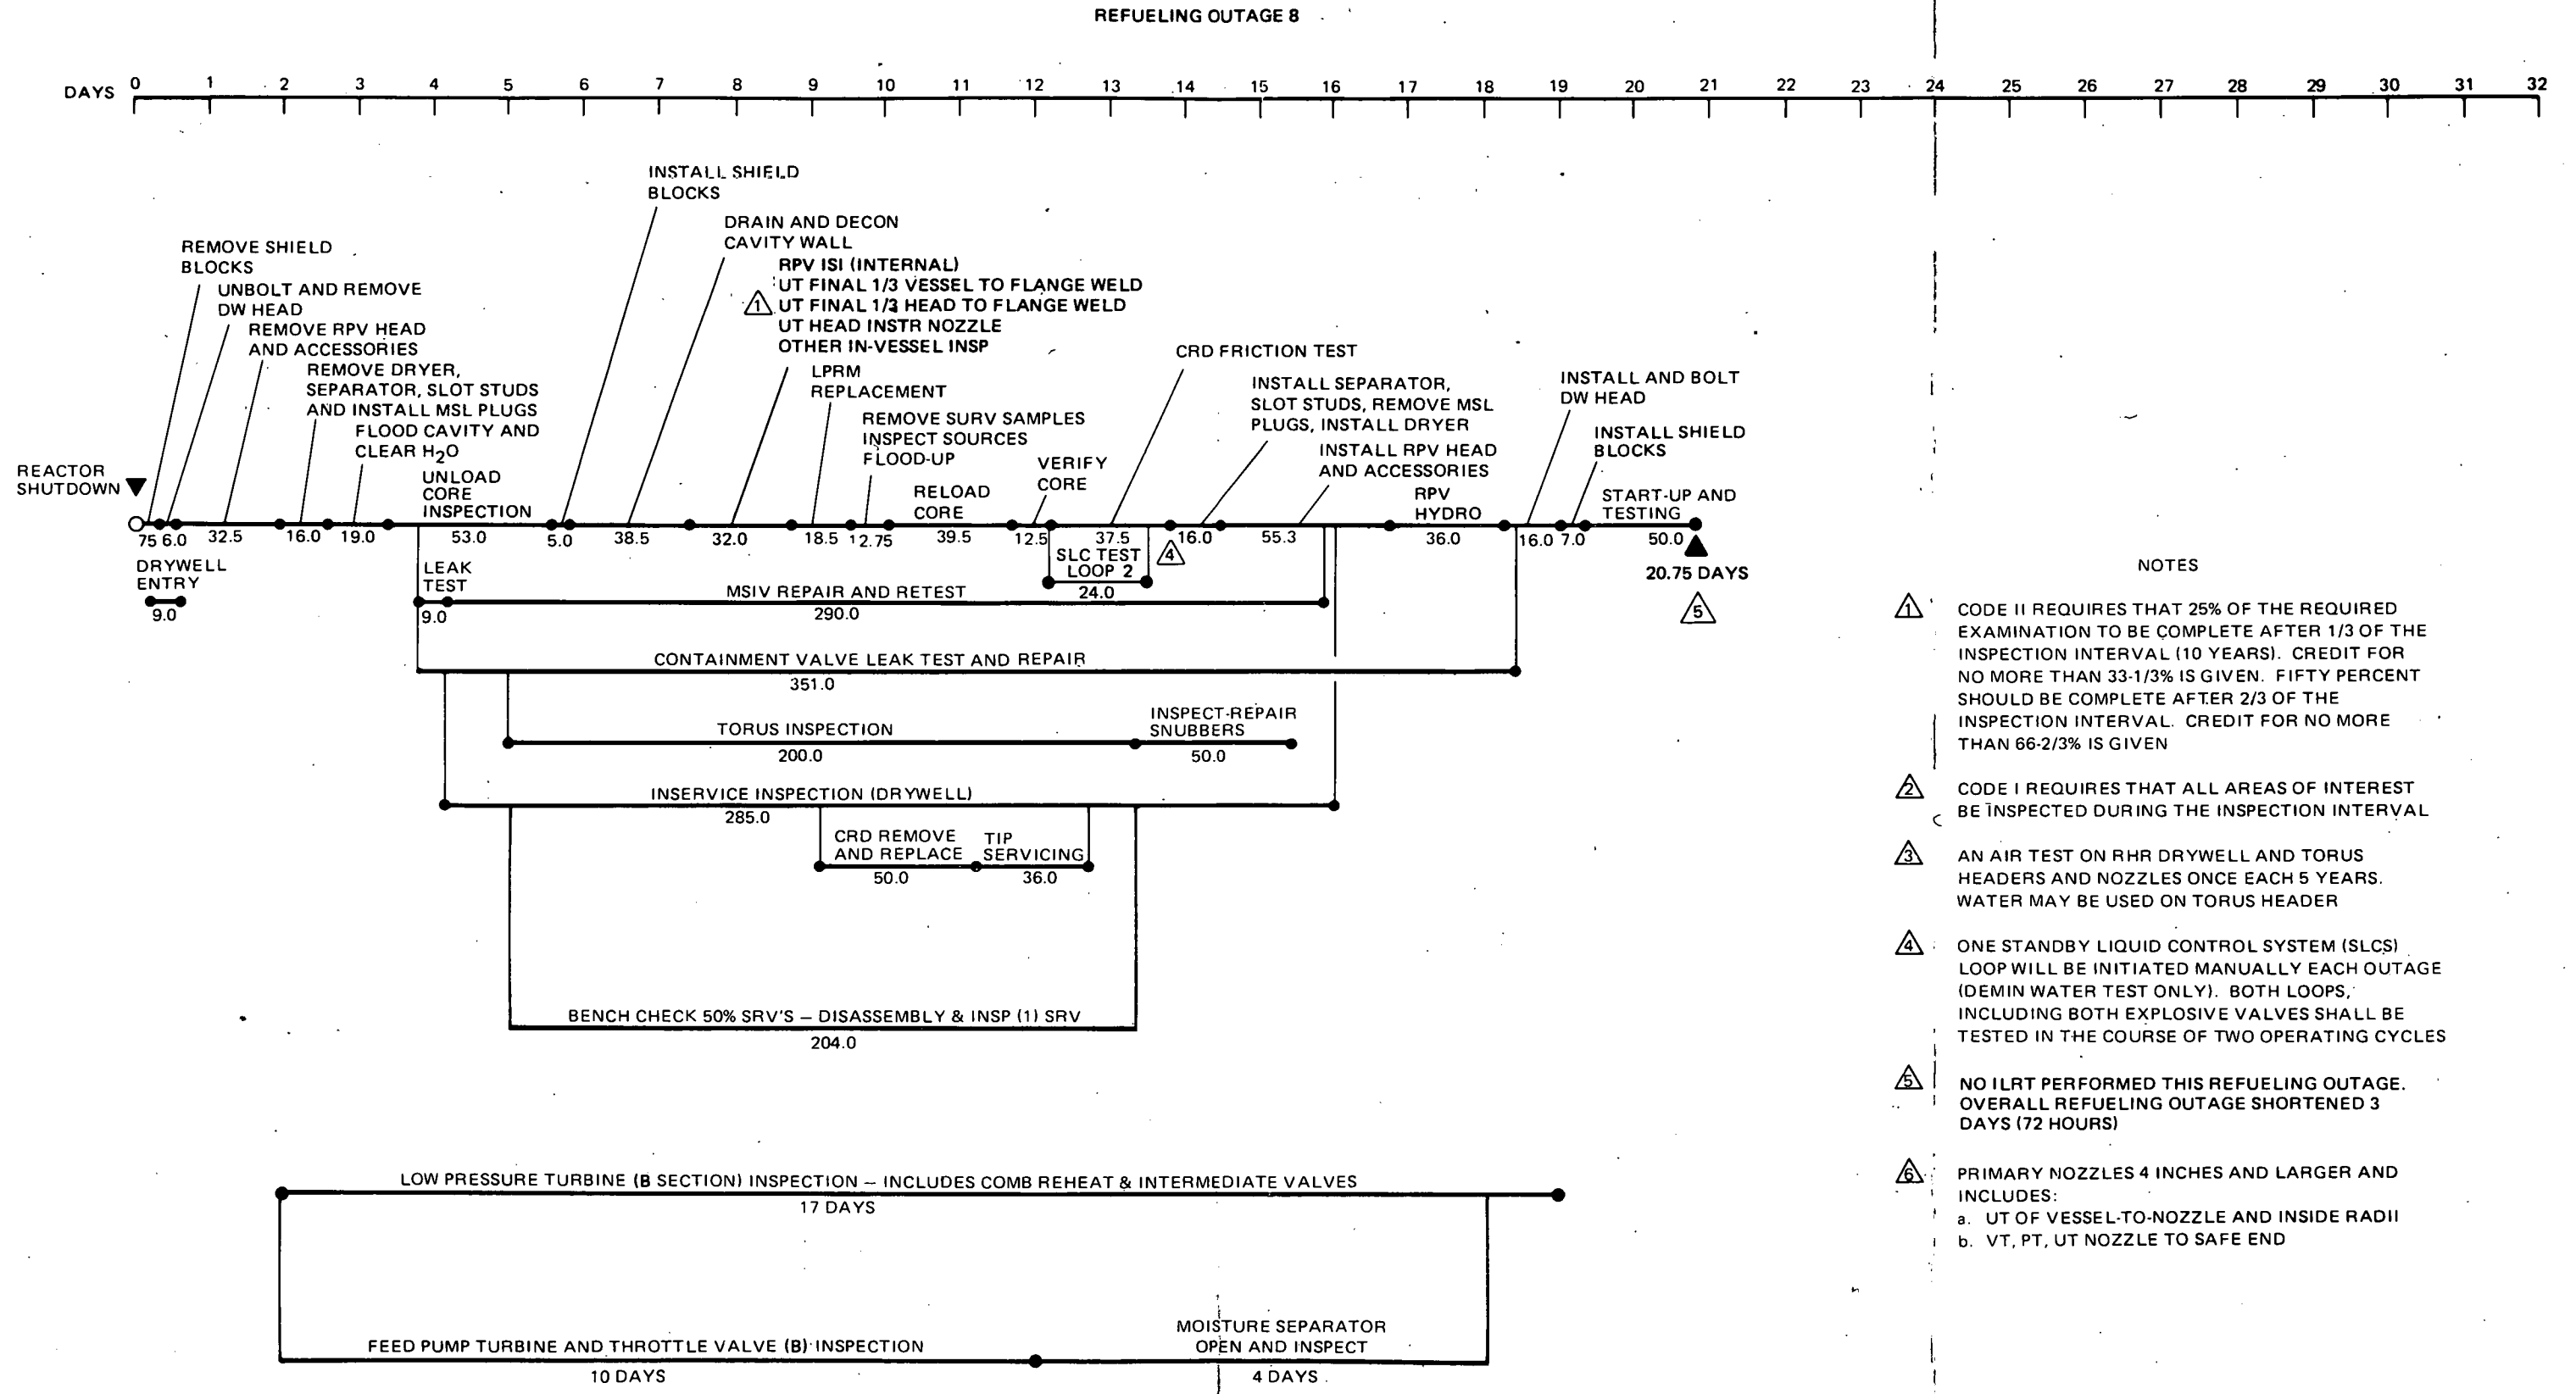 REFUELING OUTAGE 8
DAYS
0 1 2 3 4 5 6 7 8 9 10 11 12 13 14 15 16 17 18 19 20 21 22 23 24 25 26 27 28 29 30 31 32
INSTALL SHIELD
BLOCKS
DRAIN AND DECON
CAVITY WALL
REMOVE SHIELD
BLOCKS
UNBOLT AND REMOVE
DW HEAD
REMOVE RPV HEAD
AND ACCESSORIES
REMOVE DRYER,
SEPARATOR, SLOT STUDS
AND INSTALL MSL PLUGS
FLOOD CAVITY AND
CLEAR H2O
UNLOAD
CORE
INSPECTION
RPV ISI (INTERNAL)
UT FINAL 1/3 VESSEL TO FLANGE WELD
1 UT FINAL 1/3 HEAD TO FLANGE WELD
UT HEAD INSTR NOZZLE
OTHER IN-VESSEL INSP
LPRM
REPLACEMENT
REMOVE SURV SAMPLES
INSPECT SOURCES
FLOOD-UP
RELOAD
CORE
VERIFY
CORE
CRD FRICTION TEST
INSTALL SEPARATOR,
SLOT STUDS, REMOVE MSL
PLUGS, INSTALL DRYER
INSTALL RPV HEAD
AND ACCESSORIES
RPV
HYDRO
INSTALL AND BOLT
DW HEAD
INSTALL SHIELD
BLOCKS
START-UP AND
TESTING
REACTOR
SHUTDOWN
75 6.0 32.5 16.0 19.0 53.0 5.0 38.5 32.0 18.5 12.75 39.5 12.5 37.5 16.0 55.3 36.0 16.0 7.0 50.0
4
20.75 DAYS
5
DRYWELL
ENTRY
9.0
SLC TEST
LOOP 2
24.0
LEAK
TEST
9.0
MSIV REPAIR AND RETEST
290.0
CONTAINMENT VALVE LEAK TEST AND REPAIR
351.0
TORUS INSPECTION
200.0
INSPECT-REPAIR
SNUBBERS
50.0
INSERVICE INSPECTION (DRYWELL)
285.0
CRD REMOVE
AND REPLACE
50.0
TIP
SERVICING
36.0
BENCH CHECK 50% SRV'S – DISASSEMBLY & INSP (1) SRV
204.0
LOW PRESSURE TURBINE (B SECTION) INSPECTION – INCLUDES COMB REHEAT & INTERMEDIATE VALVES
17 DAYS
FEED PUMP TURBINE AND THROTTLE VALVE (B) INSPECTION
10 DAYS
MOISTURE SEPARATOR
OPEN AND INSPECT
4 DAYS
NOTES
1 CODE II REQUIRES THAT 25% OF THE REQUIRED
EXAMINATION TO BE COMPLETE AFTER 1/3 OF THE
INSPECTION INTERVAL (10 YEARS). CREDIT FOR
NO MORE THAN 33-1/3% IS GIVEN. FIFTY PERCENT
SHOULD BE COMPLETE AFTER 2/3 OF THE
INSPECTION INTERVAL. CREDIT FOR NO MORE
THAN 66-2/3% IS GIVEN
2 CODE I REQUIRES THAT ALL AREAS OF INTEREST
BE INSPECTED DURING THE INSPECTION INTERVAL
3 AN AIR TEST ON RHR DRYWELL AND TORUS
HEADERS AND NOZZLES ONCE EACH 5 YEARS.
WATER MAY BE USED ON TORUS HEADER
4 ONE STANDBY LIQUID CONTROL SYSTEM (SLCS)
LOOP WILL BE INITIATED MANUALLY EACH OUTAGE
(DEMIN WATER TEST ONLY). BOTH LOOPS,
INCLUDING BOTH EXPLOSIVE VALVES SHALL BE
TESTED IN THE COURSE OF TWO OPERATING CYCLES
5 NO ILRT PERFORMED THIS REFUELING OUTAGE.
OVERALL REFUELING OUTAGE SHORTENED 3
DAYS (72 HOURS)
6 PRIMARY NOZZLES 4 INCHES AND LARGER AND
INCLUDES:
a. UT OF VESSEL-TO-NOZZLE AND INSIDE RADII
b. VT, PT, UT NOZZLE TO SAFE END